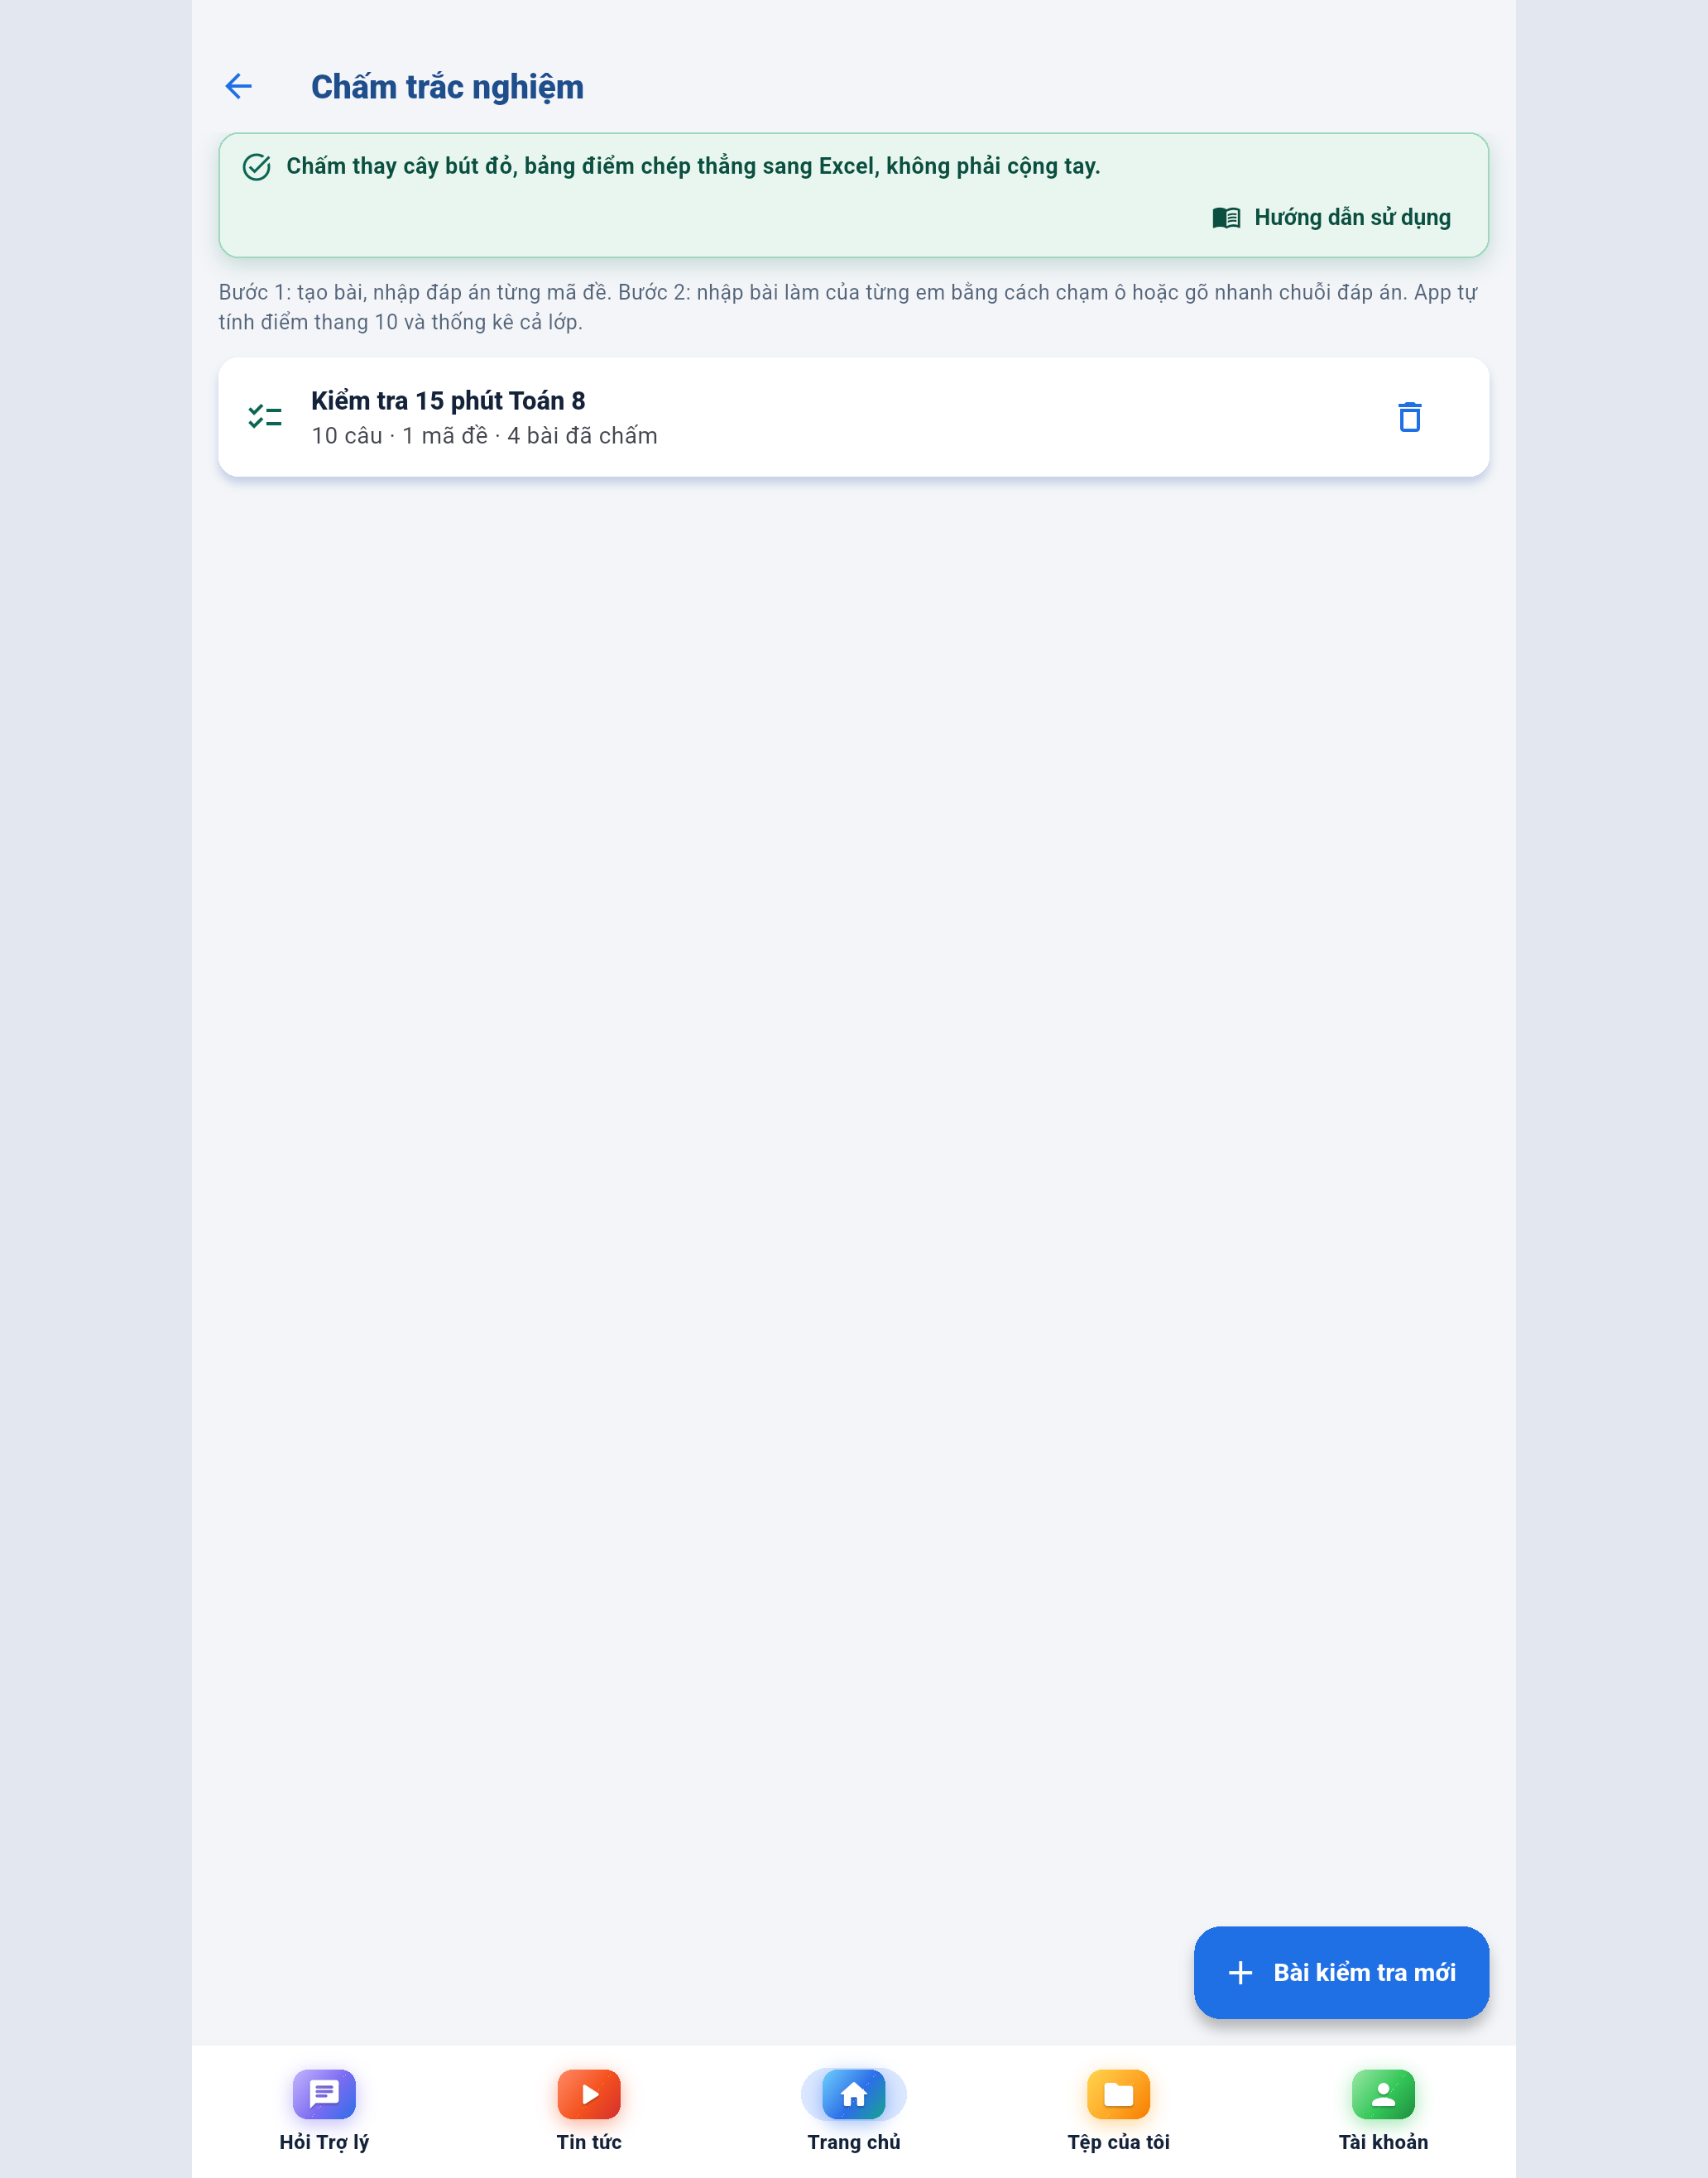 Chấm trắc nghiệm
Chấm thay cây bút đỏ, bảng điểm chép thẳng sang Excel, không phải cộng tay.
Hướng dẫn sử dụng
Bước 1: tạo bài, nhập đáp án từng mã đề. Bước 2: nhập bài làm của từng em bằng cách chạm ô hoặc gõ nhanh chuỗi đáp án. App tự
tính điểm thang 10 và thống kê cả lớp.
Kiểm tra 15 phút Toán 8
10 câu · 1 mã đề · 4 bài đã chấm
Bài kiểm tra mới
Hỏi Trợ lý
Tin tức
Trang chủ
Tệp của tôi
Tài khoản